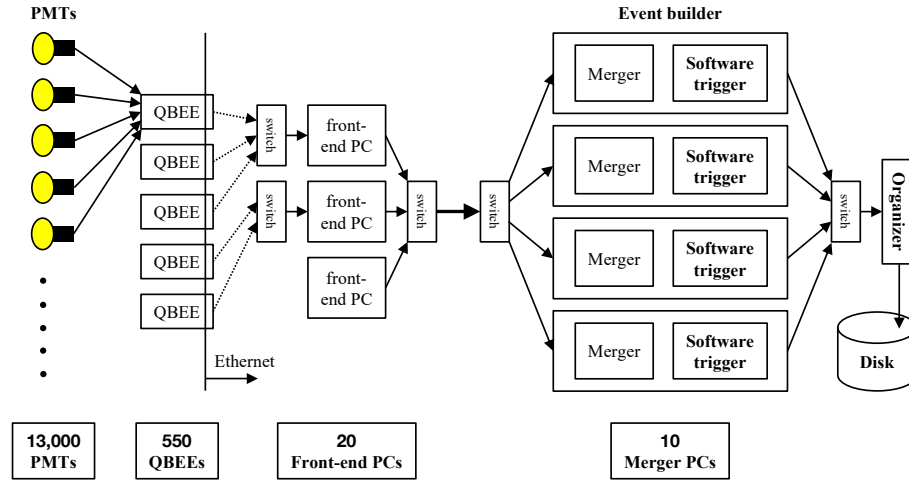 PMTs
Event builder
QBEE
QBEE
QBEE
QBEE
QBEE
switch
switch
front-
end PC
front-
end PC
front-
end PC
switch
switch
Merger
Software
trigger
Merger
Software
trigger
Merger
Software
trigger
Merger
Software
trigger
switch
Organizer
Disk
Ethernet
13,000
PMTs
550
QBEEs
20
Front-end PCs
10
Merger PCs